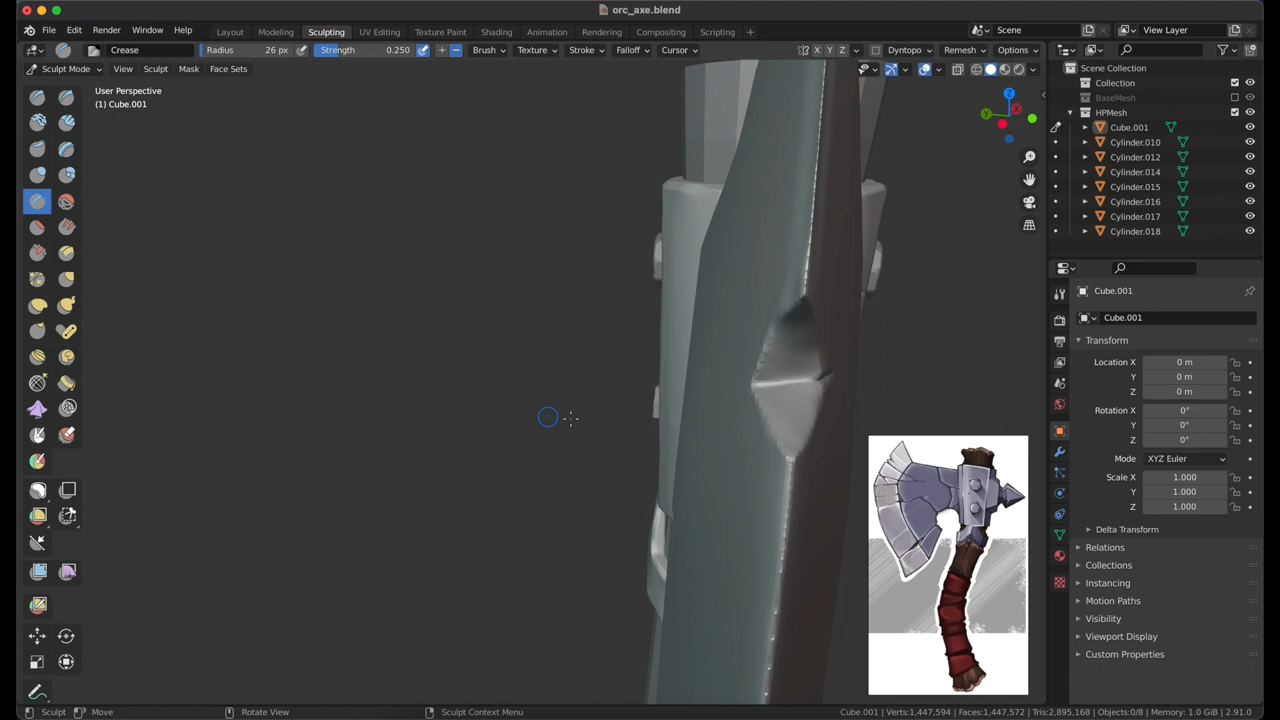 orc_axe.blend
File Edit Render Window Help Layout Modeling Sculpting UV Editing Texture Paint Shading Animation Rendering Compositing Scripting + Scene View Layer
Crease Radius 26 px Strength 0.250 Brush Texture Stroke Falloff Cursor X Y Z Dyntopo Remesh Options
Sculpt Mode View Sculpt Mask Face Sets
User Perspective
(1) Cube.001
Z
X
Y
Scene Collection
Collection
BaseMesh
HPMesh
Cube.001
Cylinder.010
Cylinder.012
Cylinder.014
Cylinder.015
Cylinder.016
Cylinder.017
Cylinder.018
Cube.001
Cube.001
Transform
Location X 0 m
Y 0 m
Z 0 m
Rotation X 0°
Y 0°
Z 0°
Mode XYZ Euler
Scale X 1.000
Y 1.000
Z 1.000
Delta Transform
Relations
Collections
Instancing
Motion Paths
Visibility
Viewport Display
Custom Properties
Sculpt Move Rotate View Sculpt Context Menu Cube.001 | Verts:1,447,594 | Faces:1,447,572 | Tris:2,895,168 | Objects:0/8 | Memory: 1.0 GiB | 2.91.0